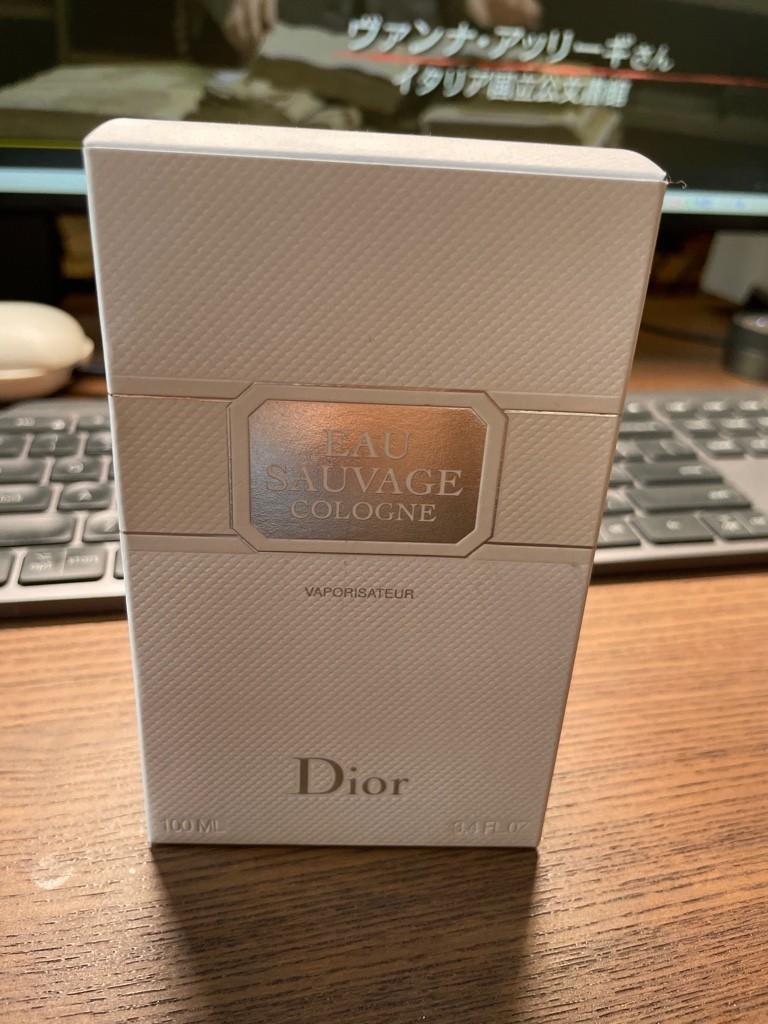 ヴァンナ・アッリーギさん
イタリア国立公文書館
EAU
SAUVAGE
COLOGNE
VAPORISATEUR
Dior
100 ML
3.4 FL OZ